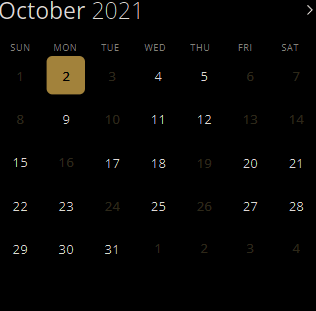 October 2021 >
SUN MON TUE WED THU FRI SAT
1 2 3 4 5 6 7
8 9 10 11 12 13 14
15 16 17 18 19 20 21
22 23 24 25 26 27 28
29 30 31 1 2 3 4